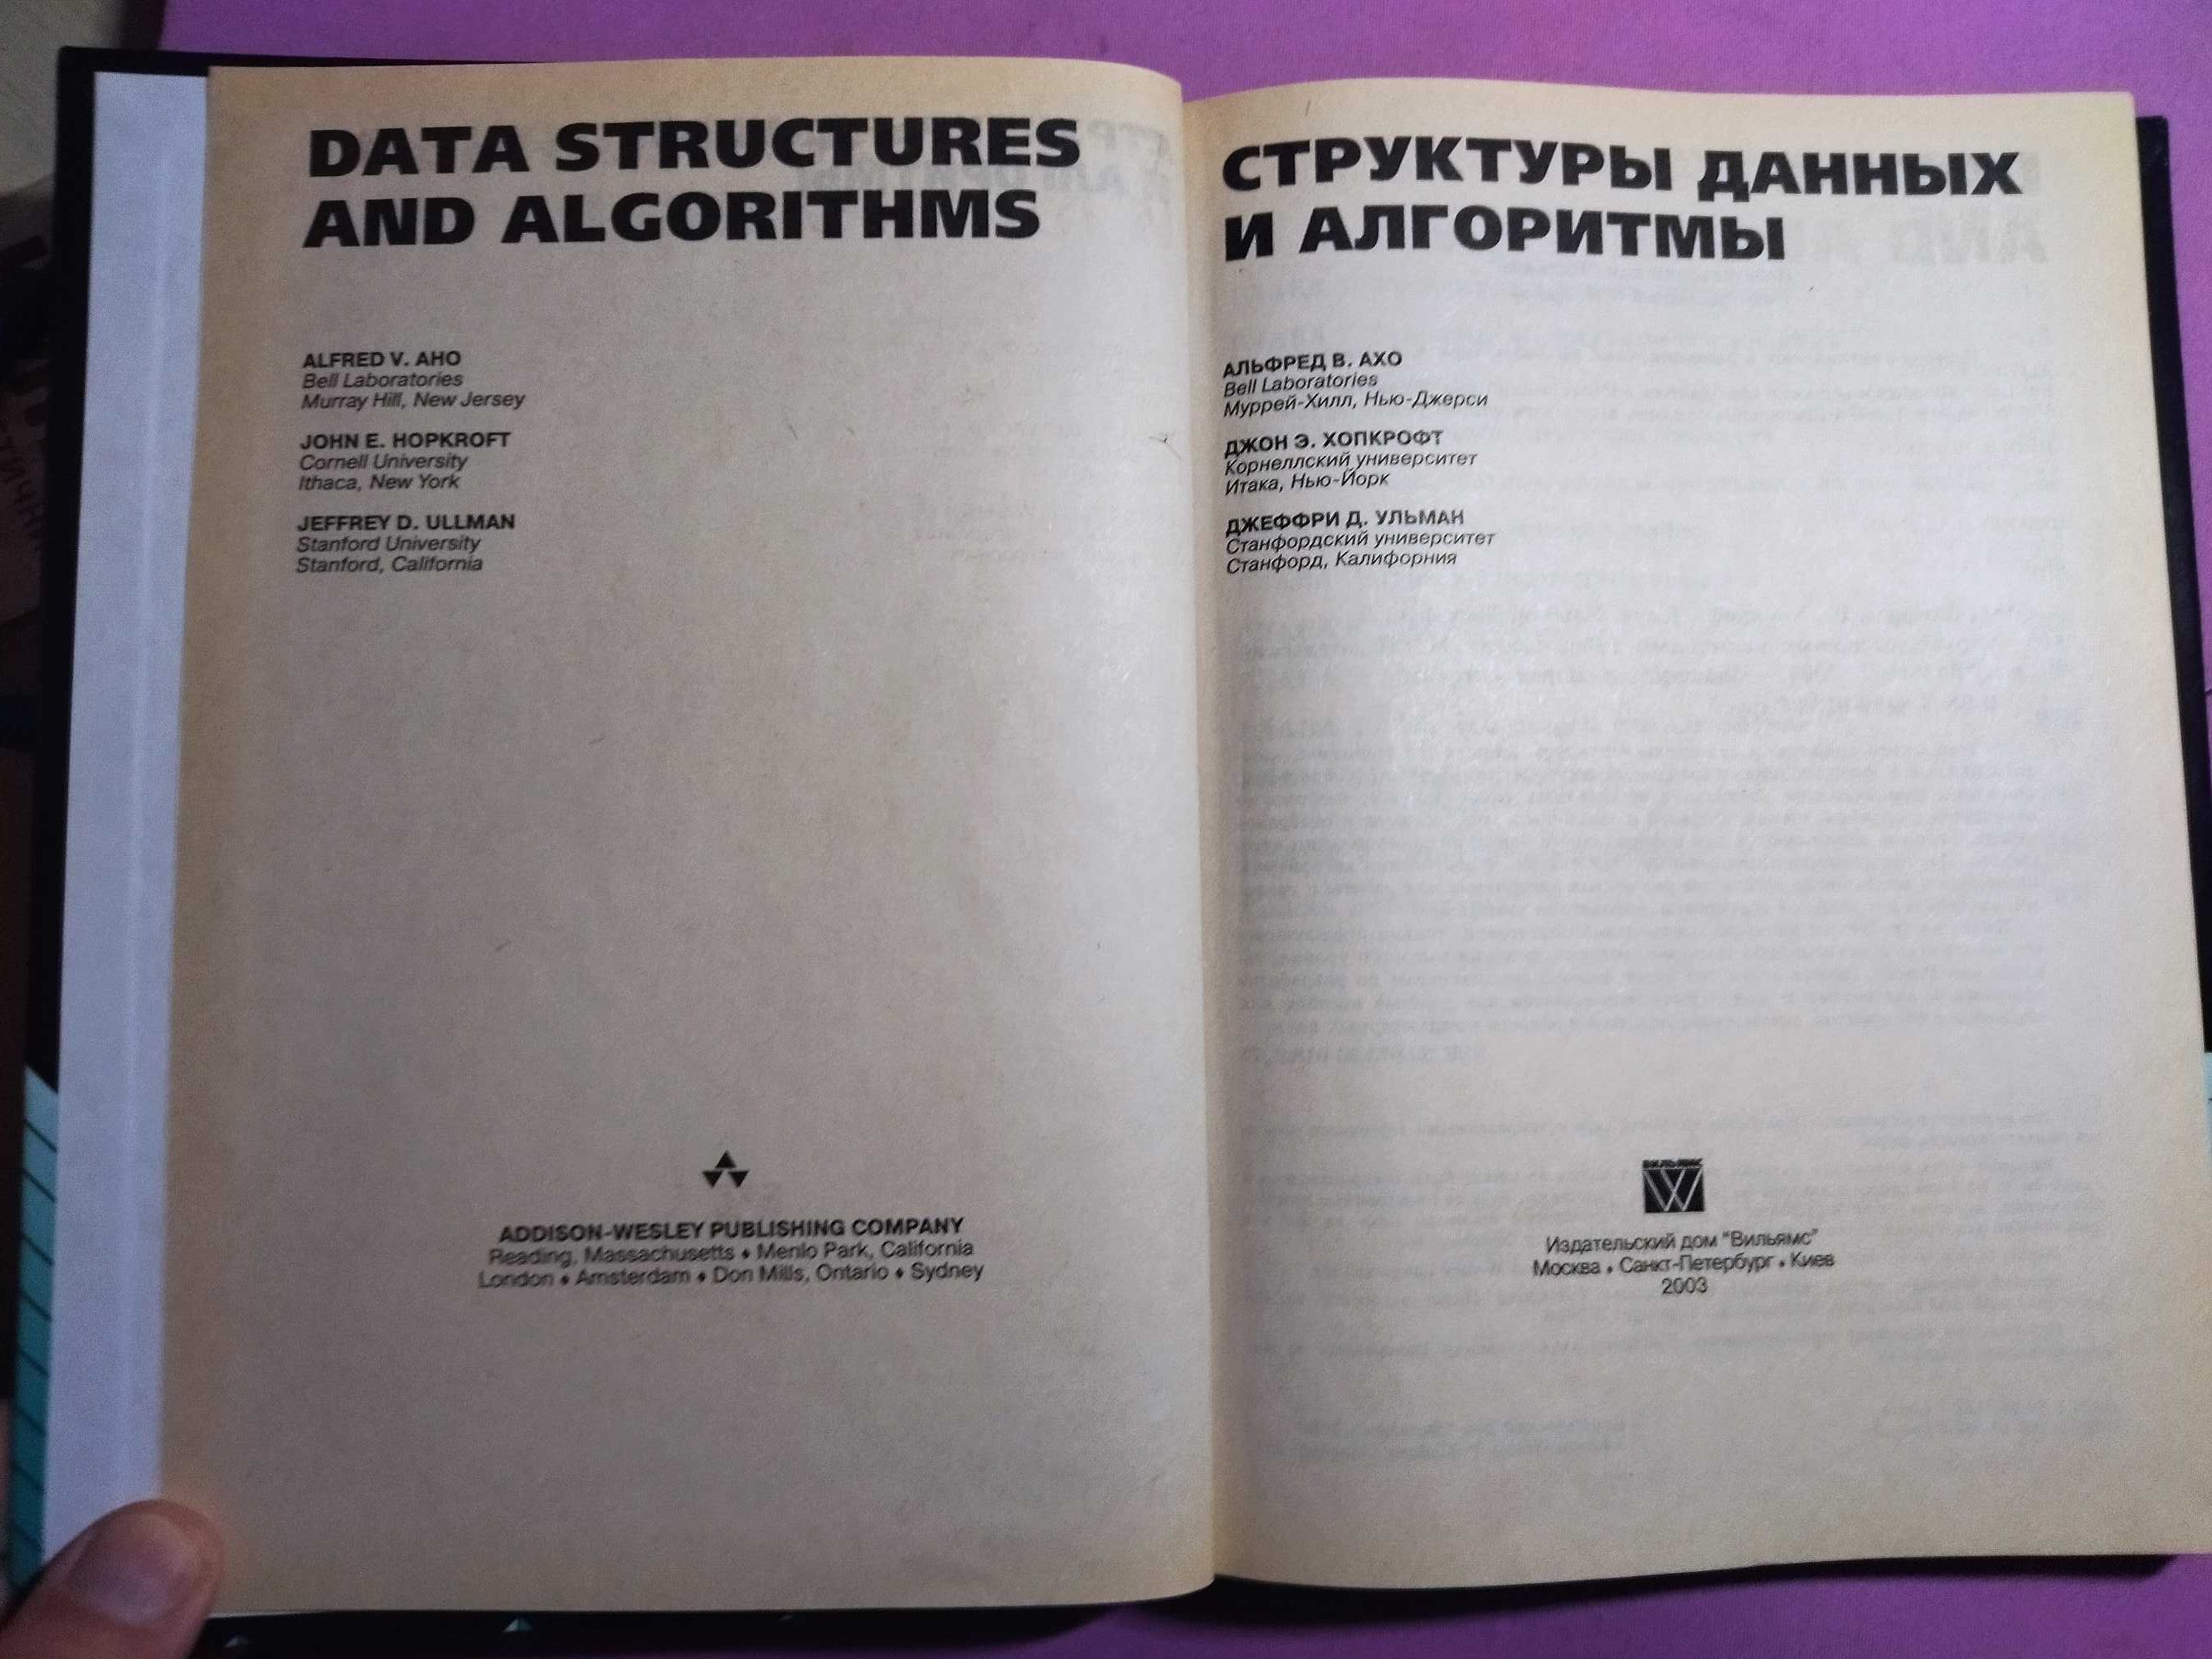 DATA STRUCTURES
AND ALGORITHMS
ALFRED V. AHO
Bell Laboratories
Murray Hill, New Jersey
JOHN E. HOPKROFT
Cornell University
Ithaca, New York
JEFFREY D. ULLMAN
Stanford University
Stanford, California
ADDISON-WESLEY PUBLISHING COMPANY
Reading, Massachusetts ♦ Menlo Park, California
London ♦ Amsterdam ♦ Don Mills, Ontario ♦ Sydney
СТРУКТУРЫ ДАННЫХ
И АЛГОРИТМЫ
АЛЬФРЕД В. АХО
Bell Laboratories
Муррей-Хилл, Нью-Джерси
ДЖОН Э. ХОПКРОФТ
Корнеллский университет
Итака, Нью-Йорк
ДЖЕФФРИ Д. УЛЬМАН
Станфордский университет
Станфорд, Калифорния
ВИЛЬЯМС
Издательский дом "Вильямс"
Москва ♦ Санкт-Петербург ♦ Киев
2003